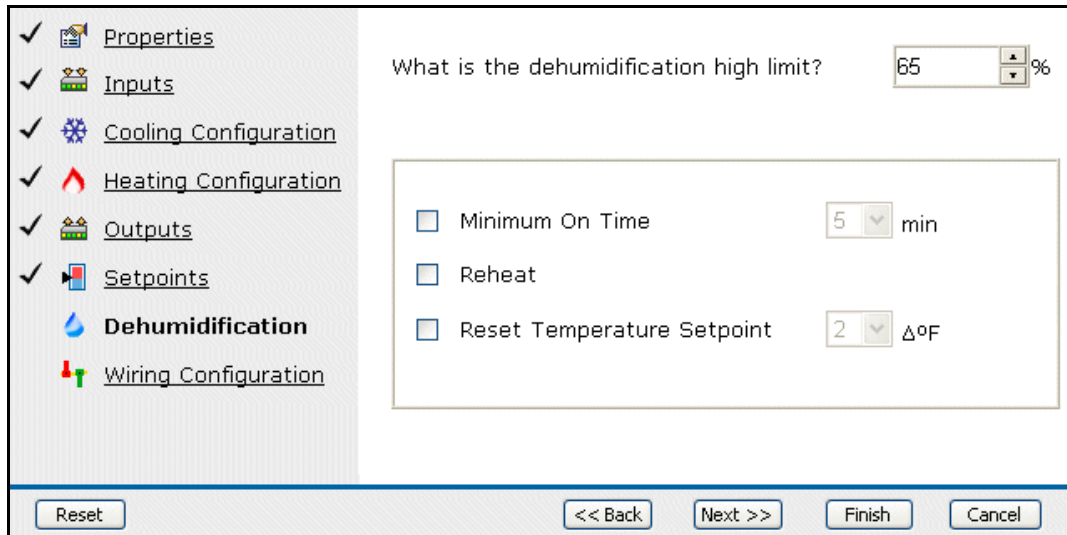 Properties
Inputs
Cooling Configuration
Heating Configuration
Outputs
Setpoints
Dehumidification
Wiring Configuration
What is the dehumidification high limit? 65 %
Minimum On Time 5 min
Reheat
Reset Temperature Setpoint 2 ΔºF
Reset << Back Next >> Finish Cancel